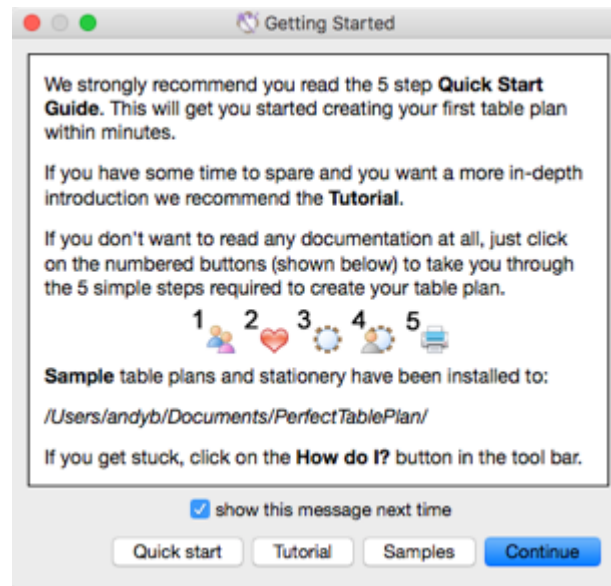 Getting Started
We strongly recommend you read the 5 step Quick Start
Guide. This will get you started creating your first table plan
within minutes.
If you have some time to spare and you want a more in-depth
introduction we recommend the Tutorial.
If you don't want to read any documentation at all, just click
on the numbered buttons (shown below) to take you through
the 5 simple steps required to create your table plan.
1 2 3 4 5
Sample table plans and stationery have been installed to:
/Users/andyb/Documents/PerfectTablePlan/
If you get stuck, click on the How do I? button in the tool bar.
show this message next time
Quick start Tutorial Samples Continue